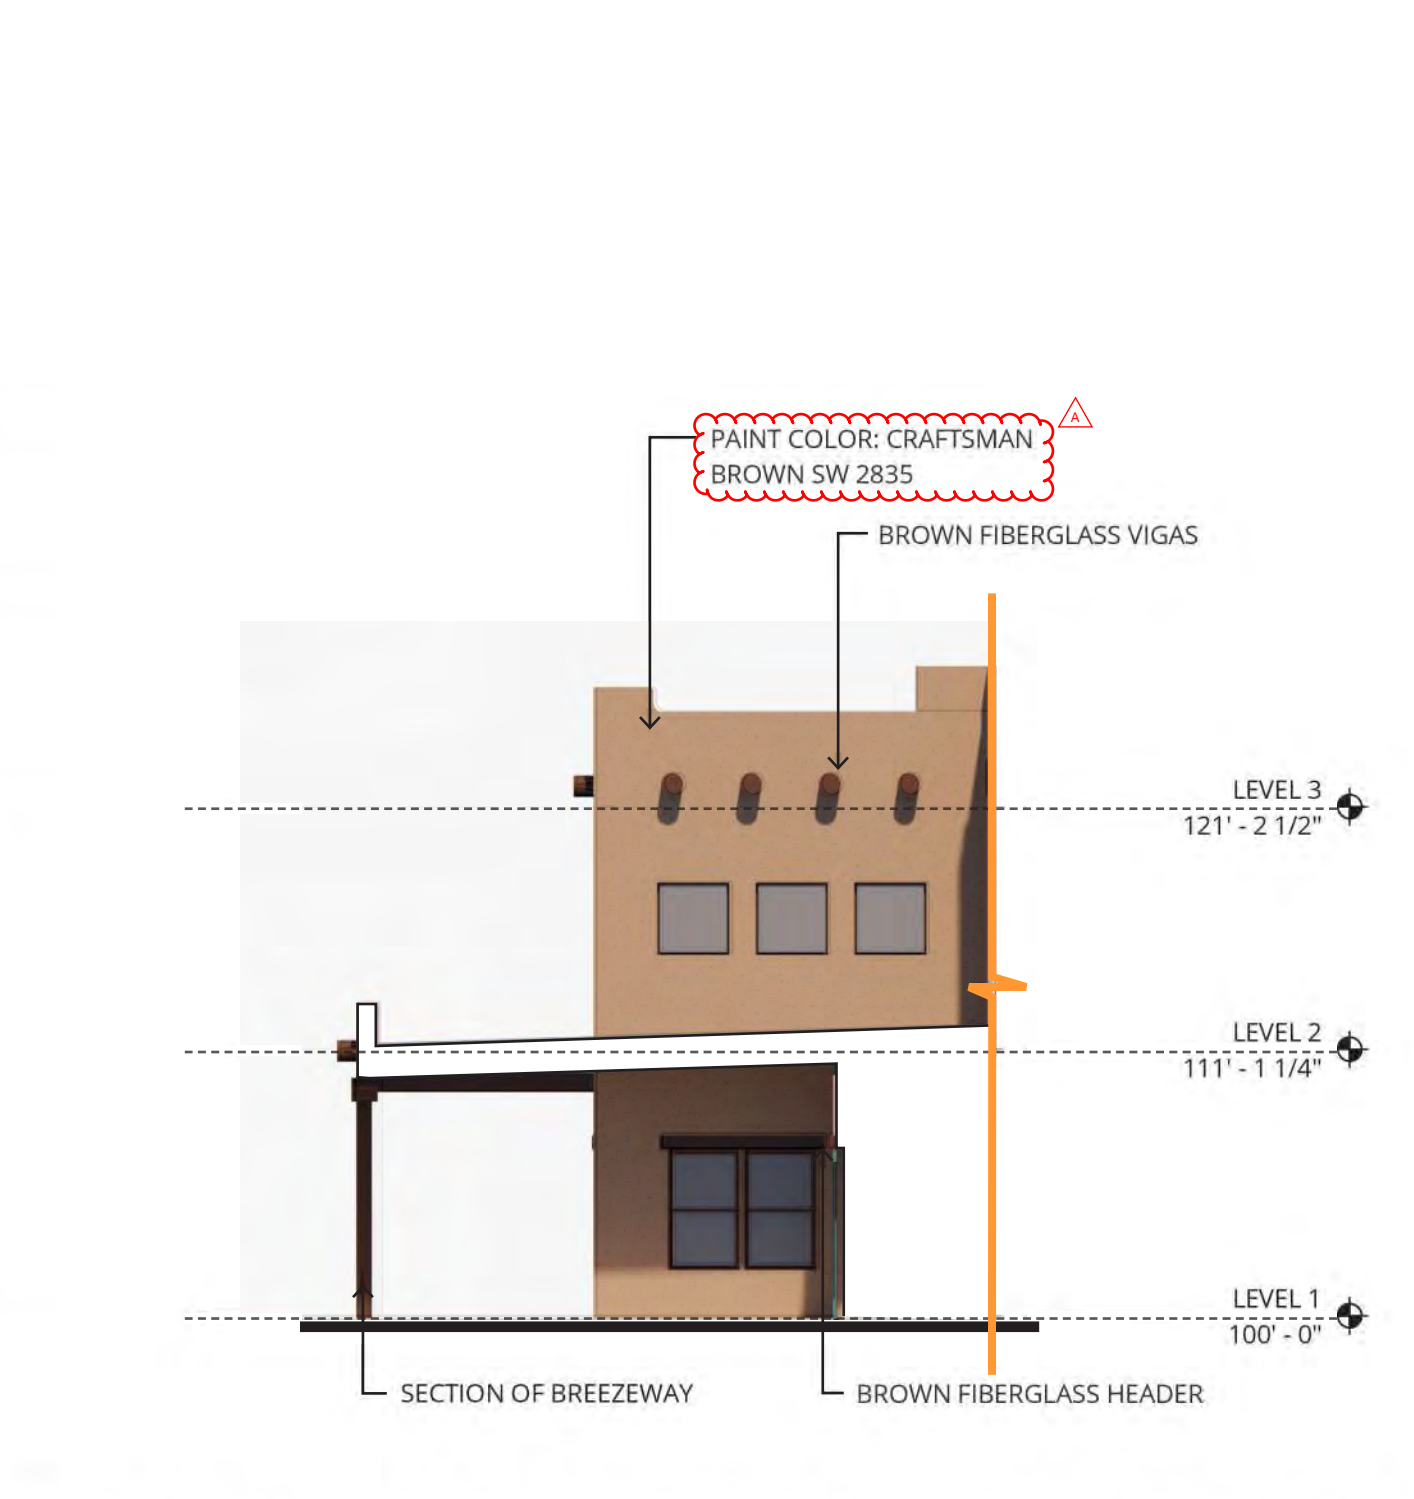 A
PAINT COLOR: CRAFTSMAN
BROWN SW 2835
BROWN FIBERGLASS VIGAS
LEVEL 3
121' - 2 1/2"
LEVEL 2
111' - 1 1/4"
LEVEL 1
100' - 0"
SECTION OF BREEZEWAY
BROWN FIBERGLASS HEADER